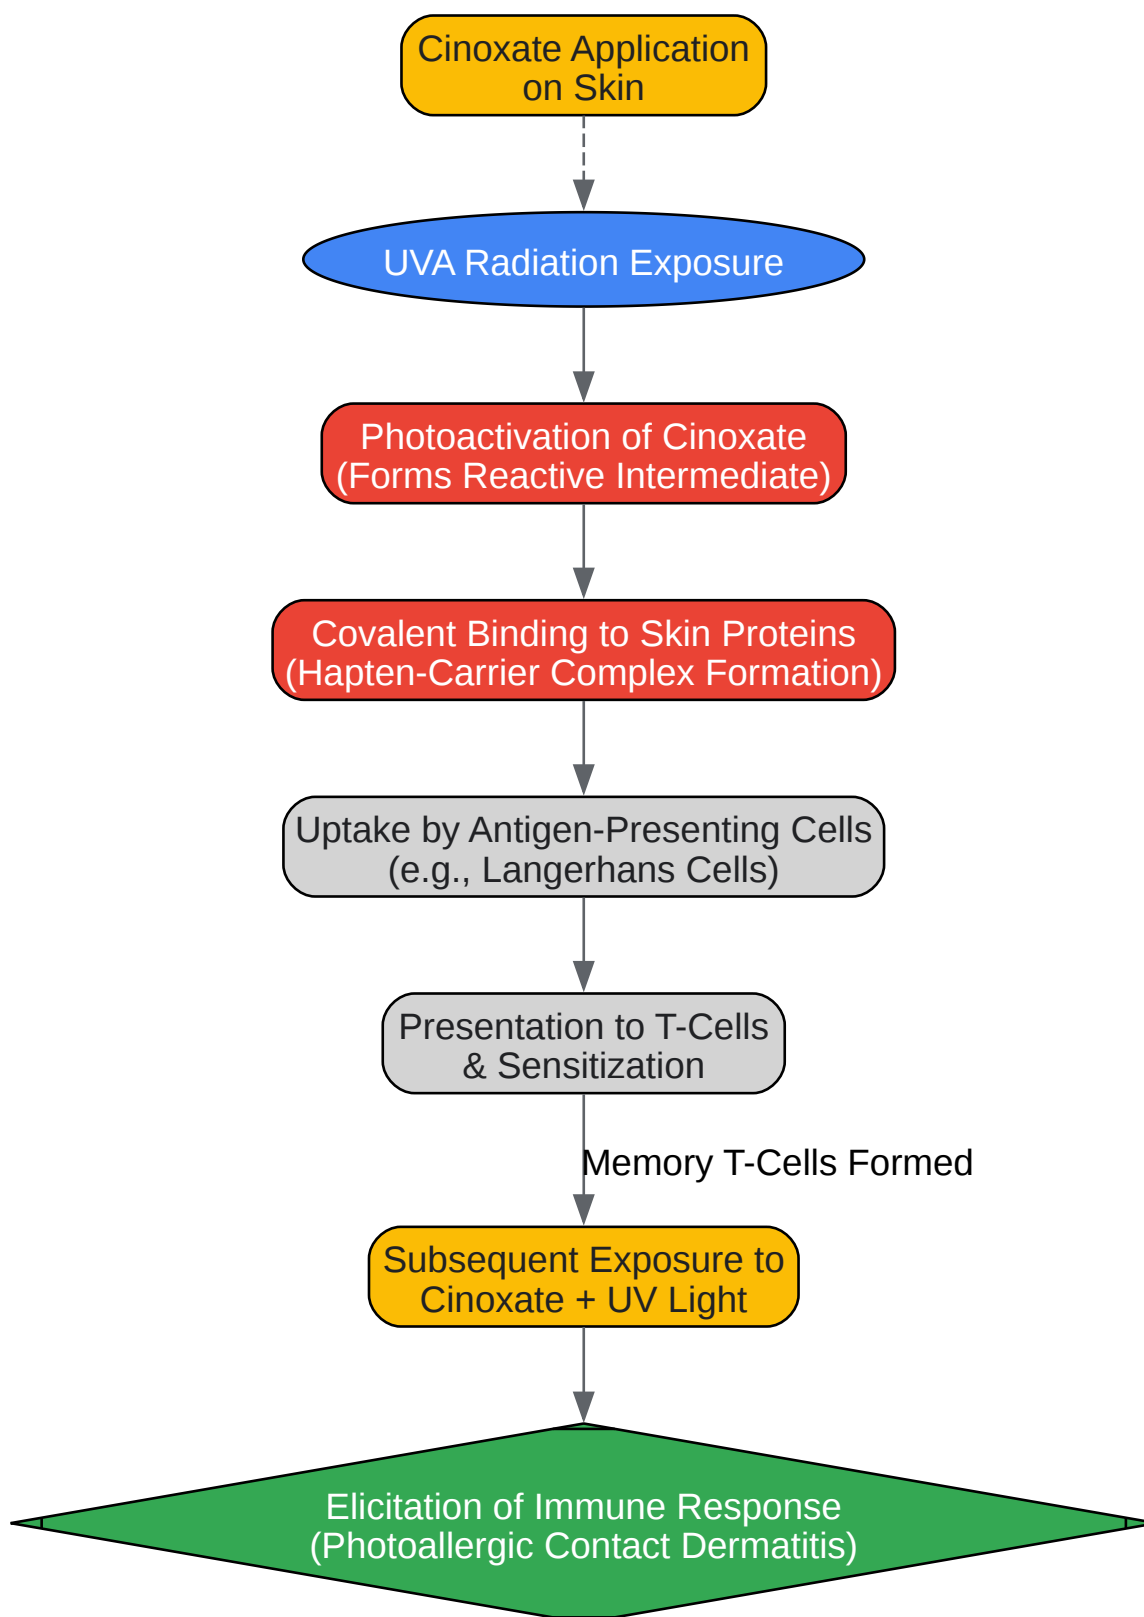 Cinoxate Application
on Skin
UVA Radiation Exposure
Photoactivation of Cinoxate
(Forms Reactive Intermediate)
Covalent Binding to Skin Proteins
(Hapten-Carrier Complex Formation)
Uptake by Antigen-Presenting Cells
(e.g., Langerhans Cells)
Presentation to T-Cells
& Sensitization
Memory T-Cells Formed
Subsequent Exposure to
Cinoxate + UV Light
Elicitation of Immune Response
(Photoallergic Contact Dermatitis)